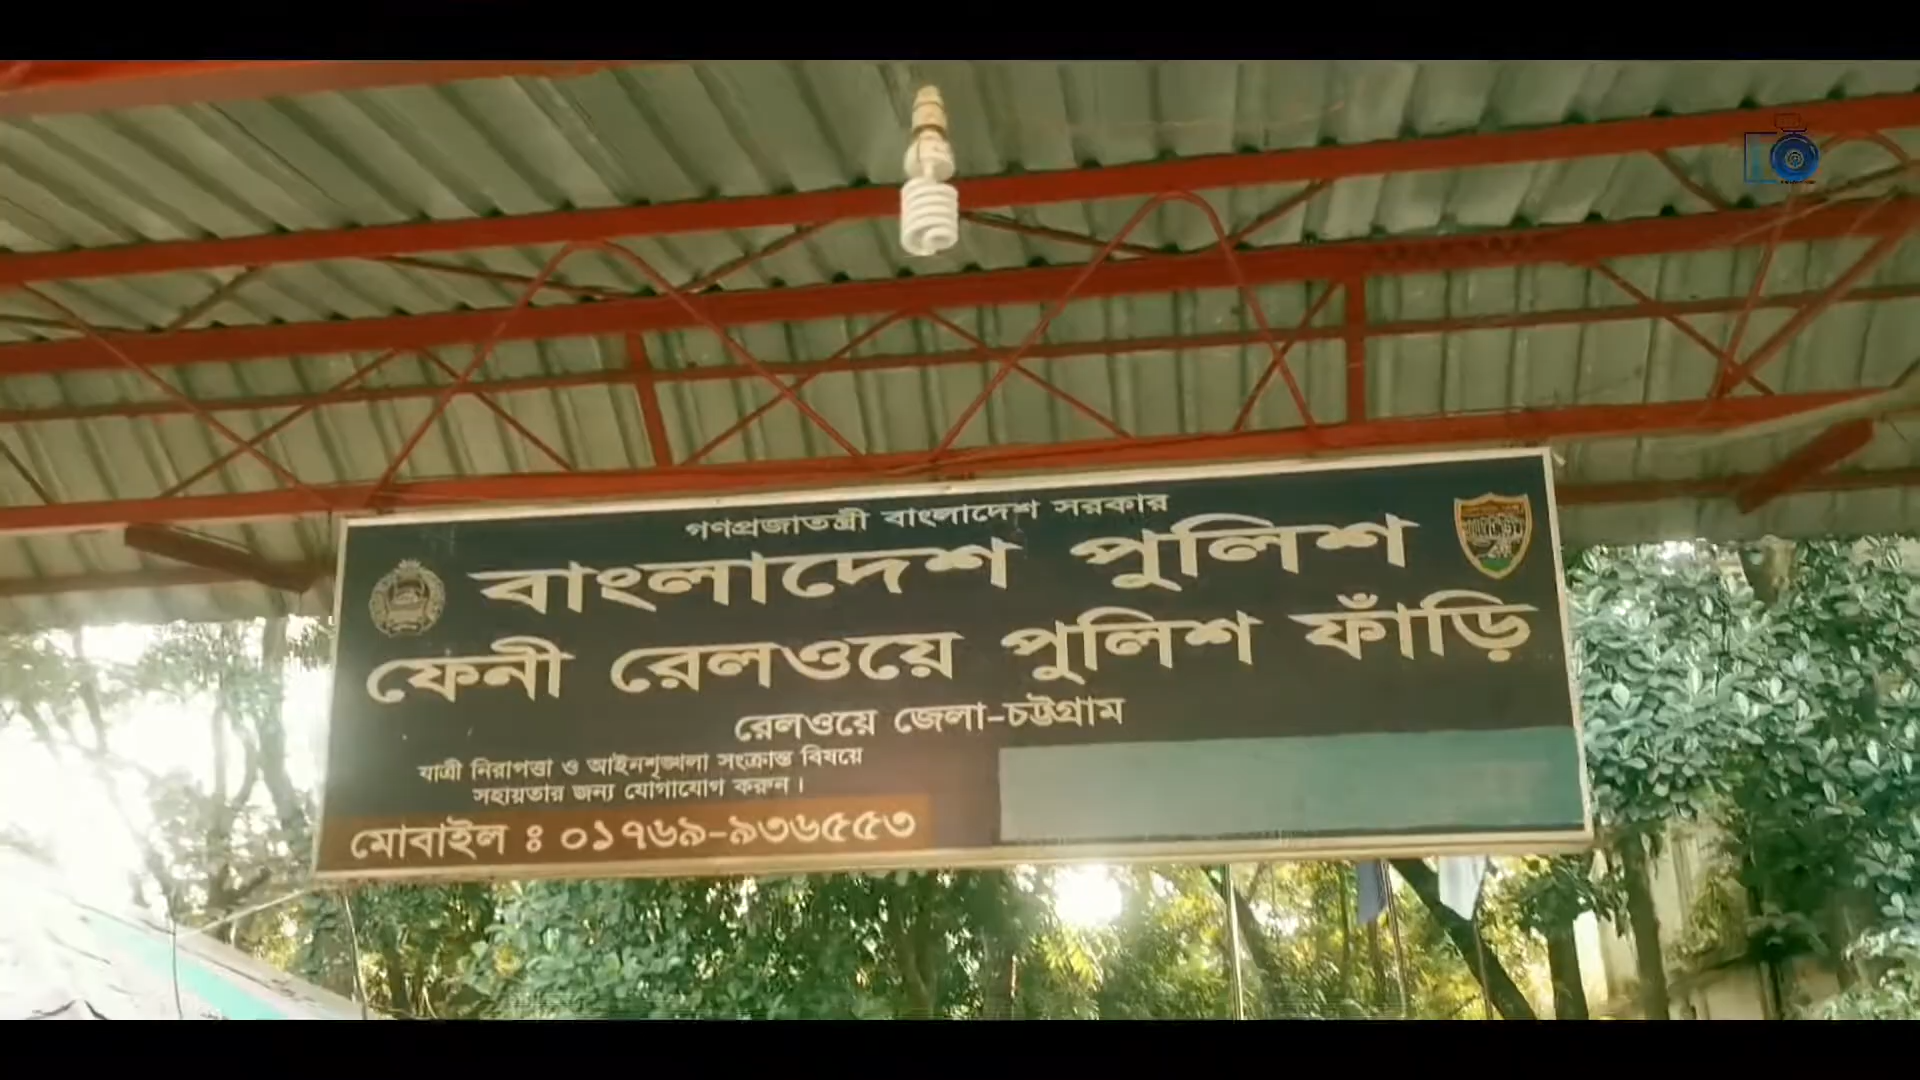 গণপ্রজাতন্ত্রী বাংলাদেশ সরকার
বাংলাদেশ পুলিশ
ফেনী রেলওয়ে পুলিশ ফাঁড়ি
রেলওয়ে জেলা-চট্টগ্রাম
যাত্রী নিরাপত্তা ও আইনশৃঙ্খলা সংক্রান্ত বিষয়ে
সহায়তার জন্য যোগাযোগ করুন।
মোবাইল ঃ ০১৭৬৯-৯৩৬৫৫৩